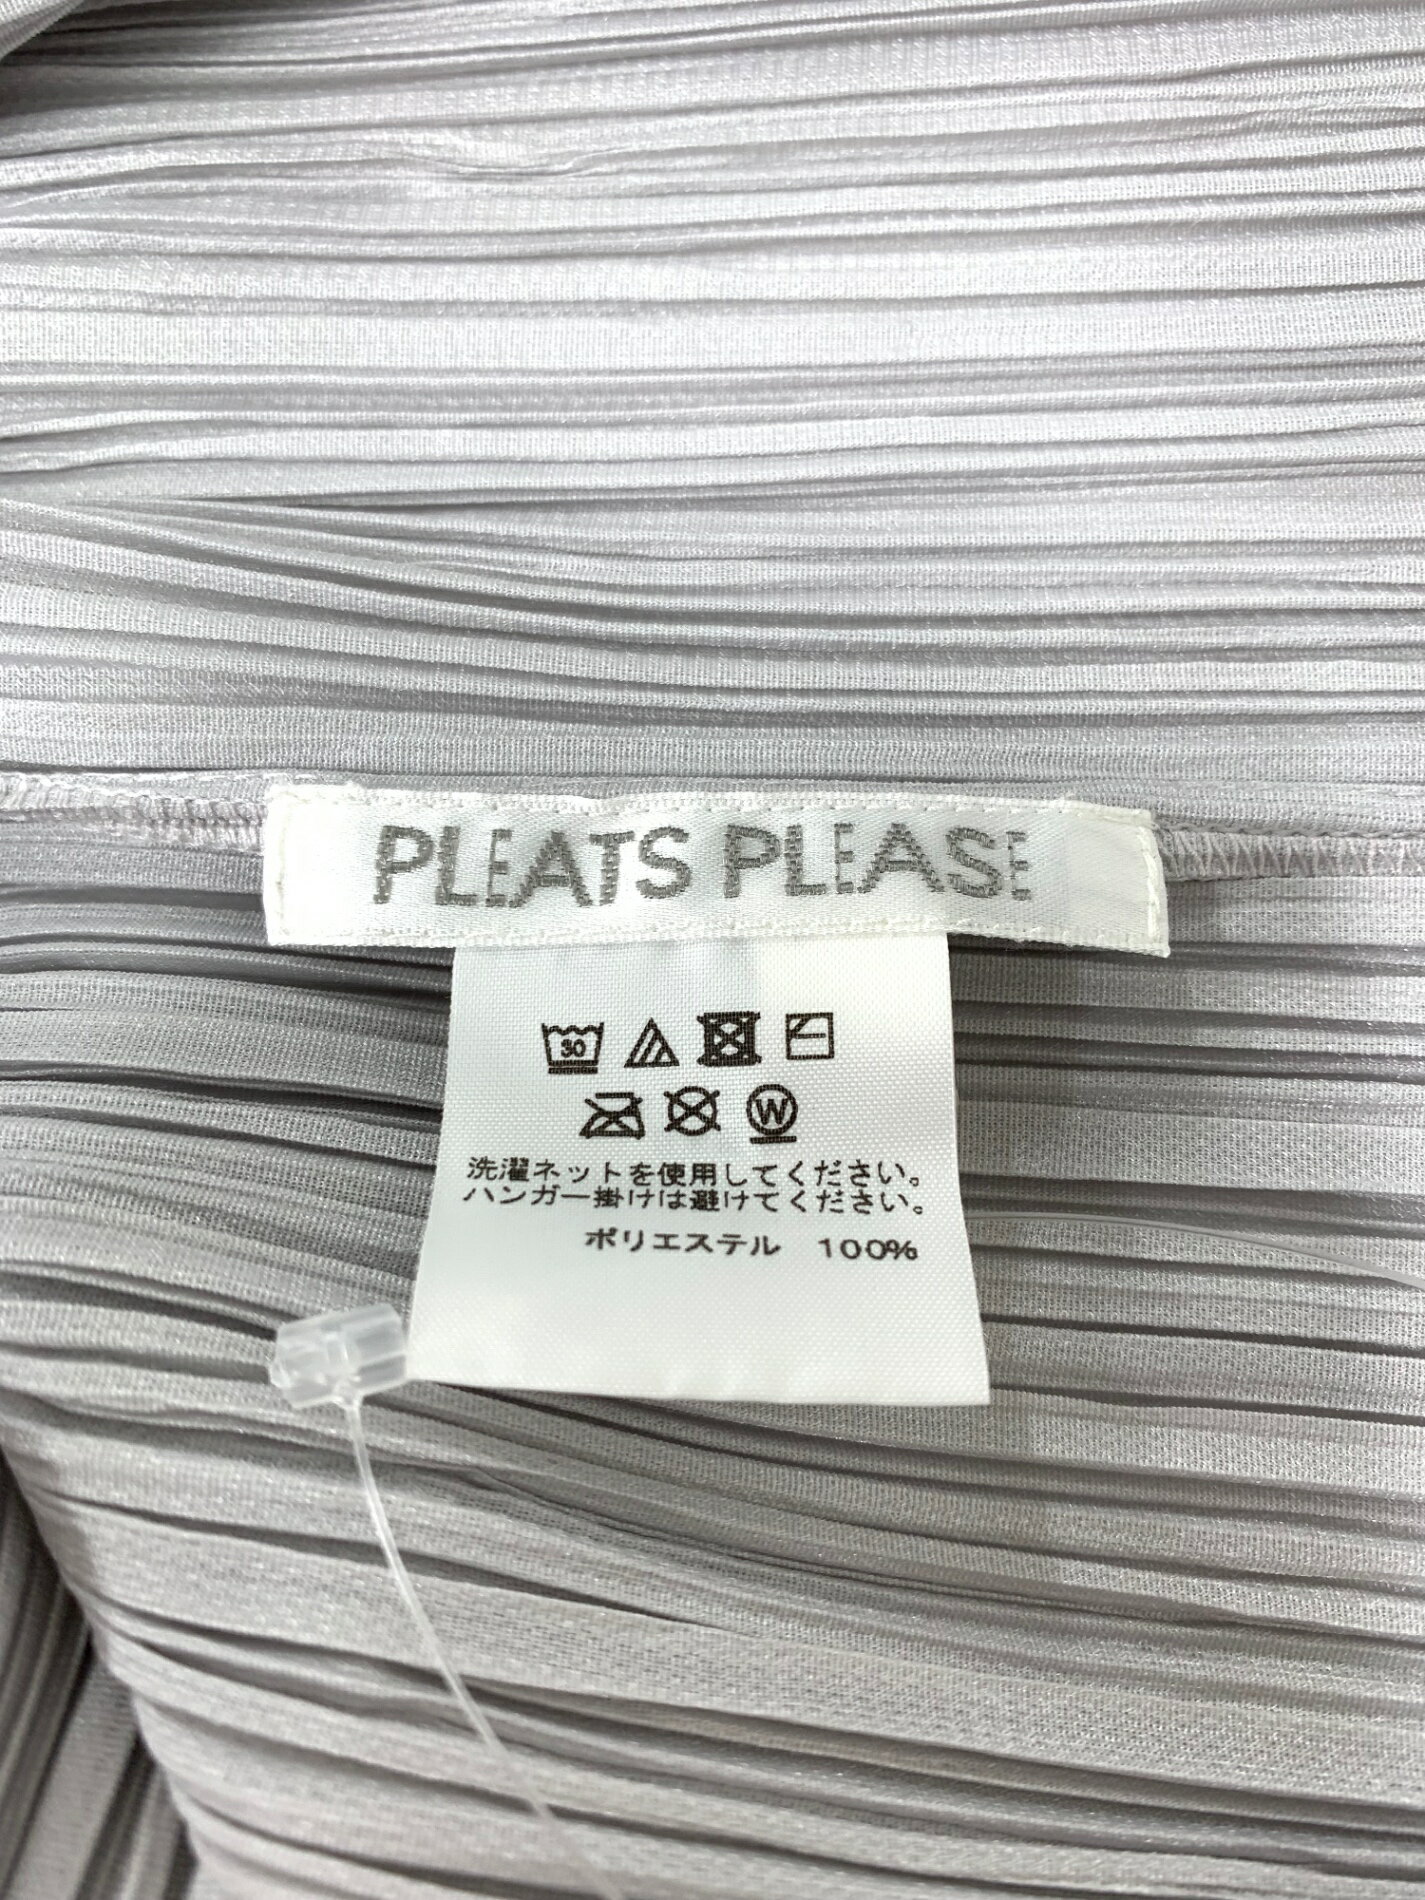 PLEATS PLEASE
30
W
洗濯ネットを使用してください。
ハンガー掛けは避けてください。
ポリエステル 100%